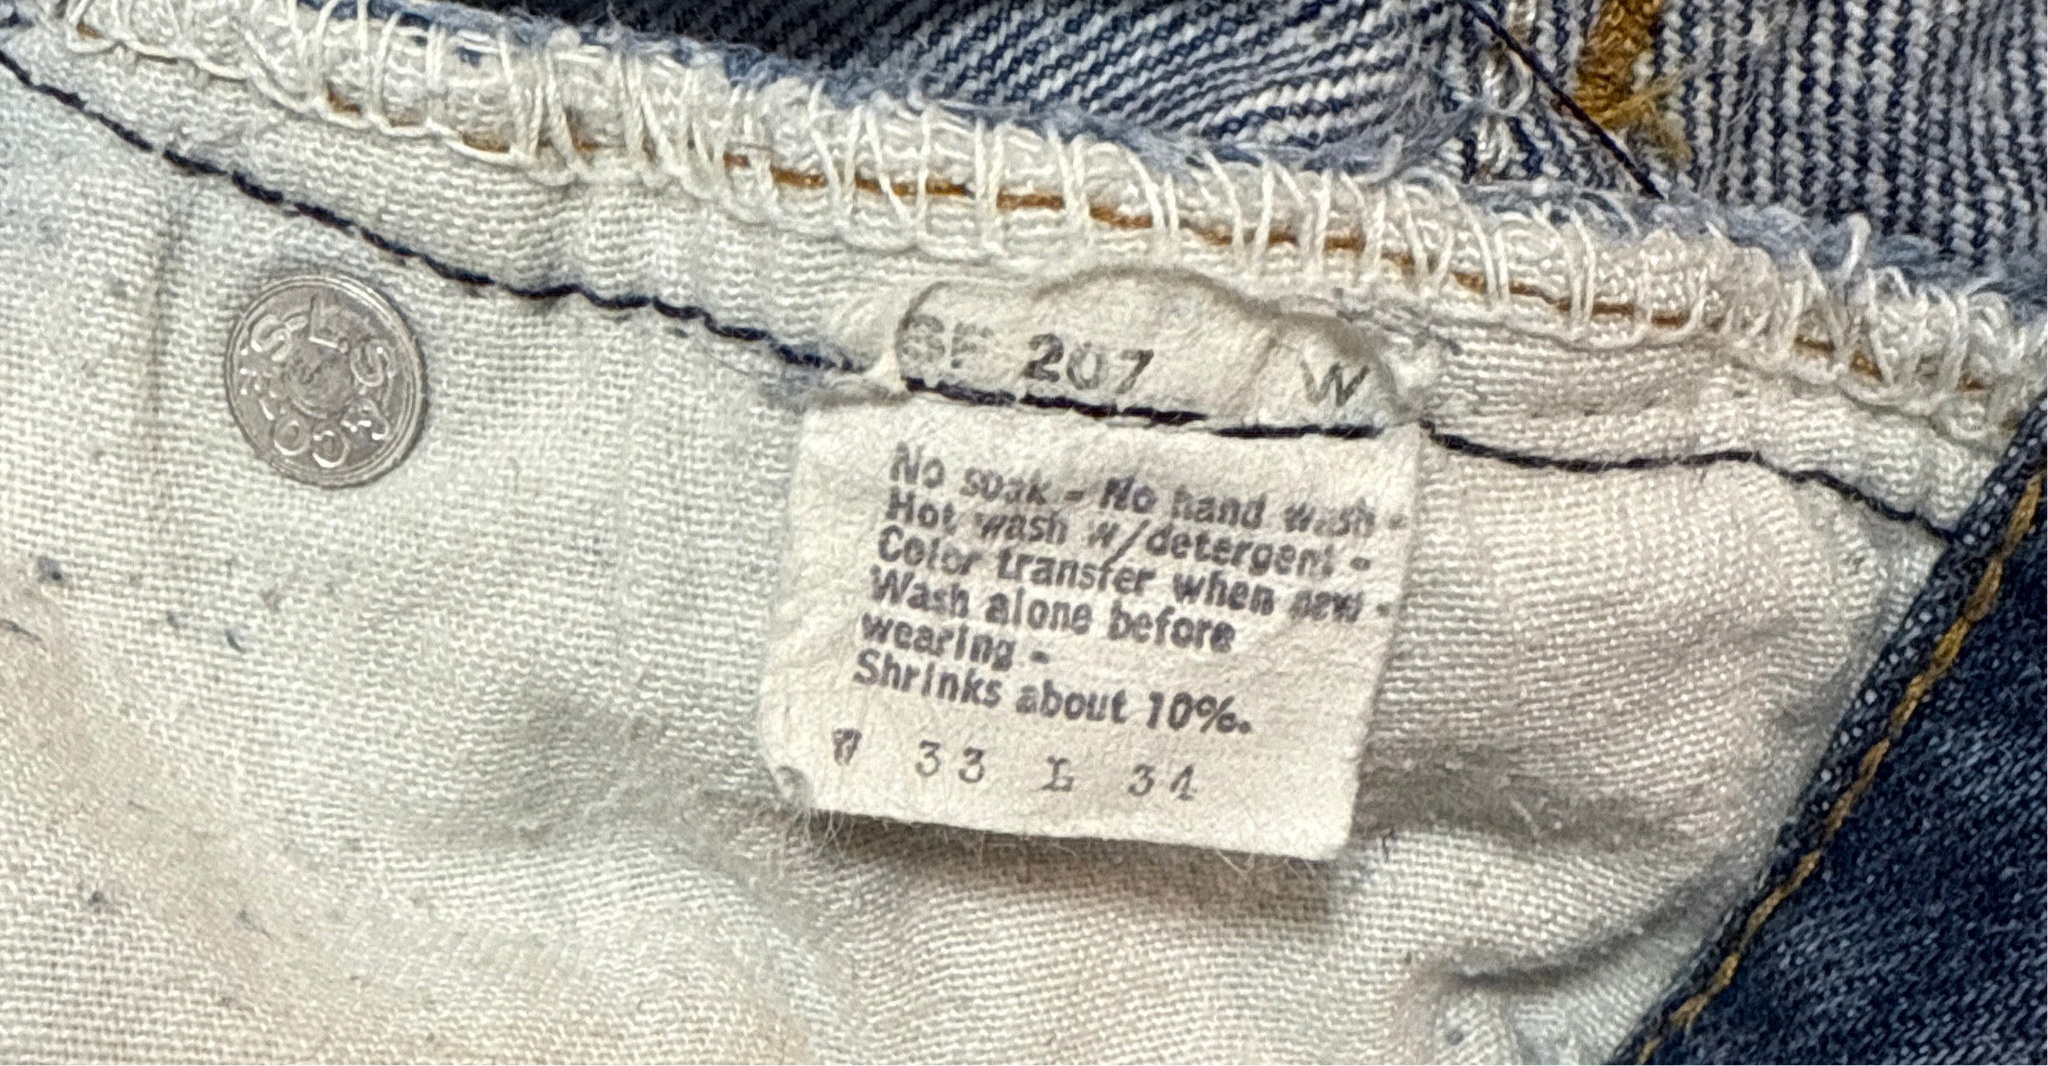 SF 207 W
No soak - No hand wash -
Hot wash w/detergent -
Color transfer when new -
Wash alone before
wearing -
Shrinks about 10%.
W 33 L 34
L.S.& CO. S.F.